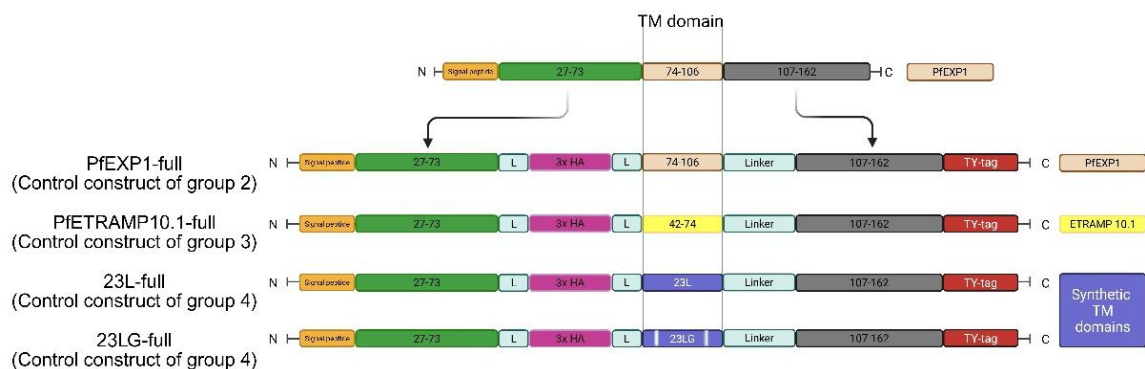 TM domain
N Signal peptide 27-73 74-106 107-162 C PfEXP1
PfEXP1-full
(Control construct of group 2)
N Signal peptide 27-73 L 3x HA L 74-106 Linker 107-162 TY-tag C PfEXP1
PfETRAMP10.1-full
(Control construct of group 3)
N Signal peptide 27-73 L 3x HA L 42-74 Linker 107-162 TY-tag C ETRAMP 10.1
23L-full
(Control construct of group 4)
N Signal peptide 27-73 L 3x HA L 23L Linker 107-162 TY-tag C
Synthetic
TM
domains
23LG-full
(Control construct of group 4)
N Signal peptide 27-73 L 3x HA L 23LG Linker 107-162 TY-tag C